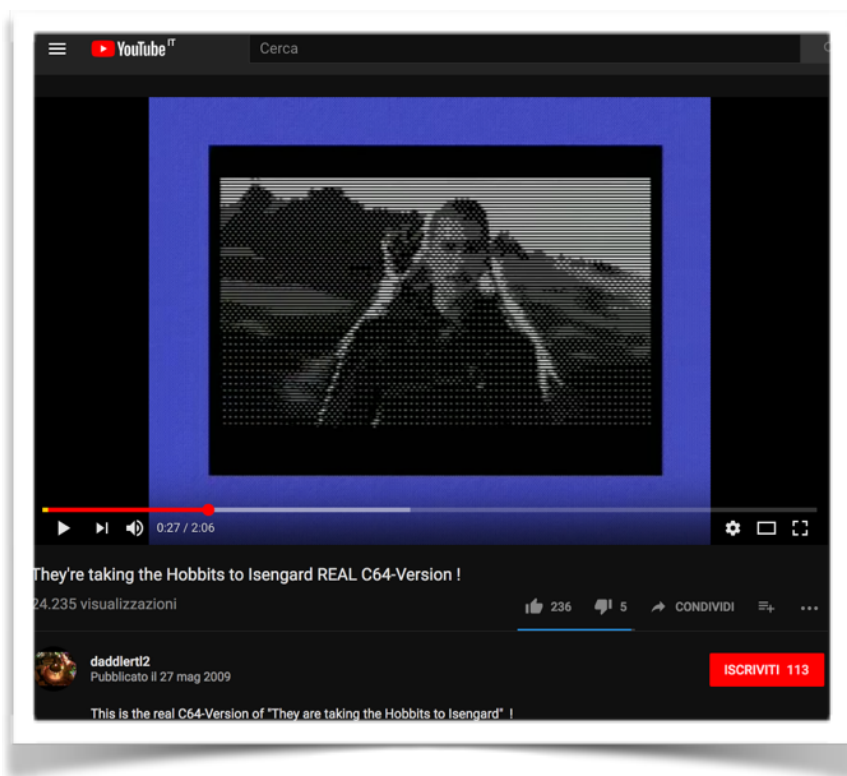 YouTube IT
Cerca
0:27 / 2:06
They're taking the Hobbits to Isengard REAL C64-Version !
24.235 visualizzazioni
236
5
CONDIVIDI
daddlertl2
Pubblicato il 27 mag 2009
ISCRIVITI 113
This is the real C64-Version of "They are taking the Hobbits to Isengard" !